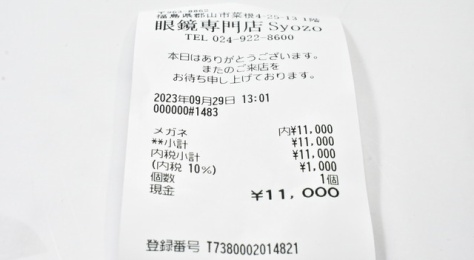 福島県郡山市菜根4-25-13 1階
眼鏡専門店 Syozo
TEL 024-922-8600
本日はありがとうございます。
またのご来店を
お待ち申し上げております。
2023年09月29日 13:01
000000#1483
メガネ 内¥11,000
**小計 ¥11,000
内税小計 ¥11,000
(内税 10%) ¥1,000
個数 1個
現金 ¥11,000
登録番号 T7380002014821